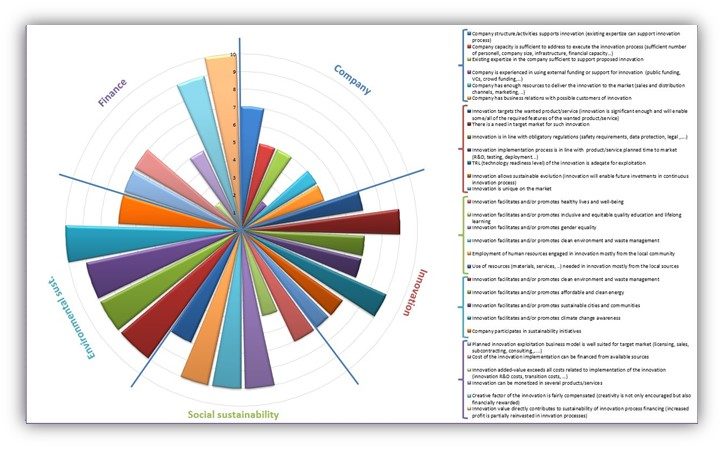 Company
Innovation
Social sustainability
Environmental sust.
Finance
10
9
8
7
6
5
4
3
Company structure/activities supports innovation (existing expertize can support innovation
process)
Company capacity is sufficient to address to execute the innovation process (sufficient number
of personell, company size, infrastructure, financial capacity...)
Existing expertize in the company sufficient to support proposed innovation
Company is experienced in using external funding or support for innovation (public funding,
VCs, crowd funding,...)
Company has enough resources to deliver the innovation to the market (sales and distribution
channels, marketing, ..)
Company has business relations with possible customers of innovation
Innovation targets the wanted product/service (innovation is significant enough and will enable
some/all of the required features of the wanted product/service)
There is a need in target market for such innovation
Innovation is in line with obligatory regulations (safety requirements, data protection, legal ,...)
Innovation implementation process is in line with product/service planned time to market
(R&D, testing, deployment...)
TRL (technology readiness level) of the innovation is adeqate for exploitation
Innovation allows sustainable evolution (innovation will enable future investments in continuous
innovation process)
Innovation is unique on the market
Innovation facilitates and/or promotes healthy lives and well-being
Innovation facilitates and/or promotes inclusive and equitable quality education and lifelong
learning
Innovation facilitates and/or promotes gender equality
Innovation facilitates and/or promotes clean environment and waste management
Employment of human resources engaged in innovation mostly from the local community
Use of resources (materials, services, ..) needed in innovation mostly from the local sources
Innovation facilitates and/or promotes clean environment and waste management
Innovation facilitates and/or promotes affordable and clean energy
Innovation facilitates and/or promotes sustainable cities and communities
Innovation facilitates and/or promotes climate change awareness
Company participates in sustainability initiatives
Planned innovation exploitation business model is well suited for target market (licensing, sales,
subcontracting, consulting,....)
Cost of the innovation implementation can be financed from available sources
Innovation added-value exceeds all costs related to implementation of the innovation
(innovation R&D costs, transition costs, ...)
Innovation can be monetized in several products/services
Creative factor of the innovation is fairly compensated (creativity is not only encouraged but also
financially rewarded)
Innovation value directly contributes to sustainability of innovation process financing (increased
profit is partially reinvested in innvation processes)